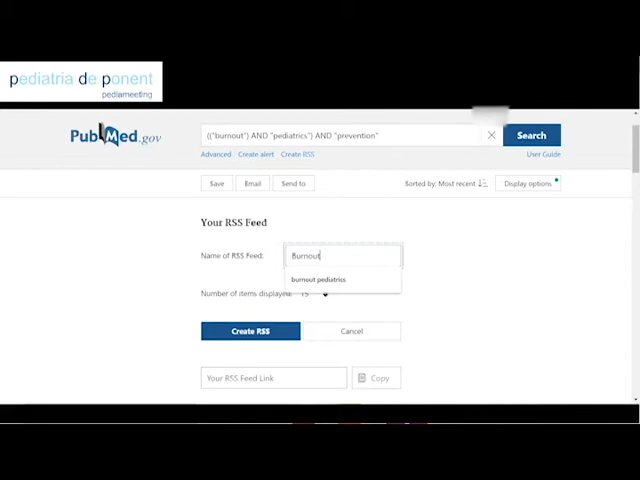 pediatria de ponent
pediameeting
PubMed.gov
(("burnout") AND "pediatrics") AND "prevention"
Search
Advanced Create alert Create RSS
User Guide
Save Email Send to
Sorted by: Most recent
Display options
Your RSS Feed
Name of RSS Feed:
Burnout
burnout pediatrics
Number of items displayed: 15
Create RSS Cancel
Your RSS Feed Link
Copy